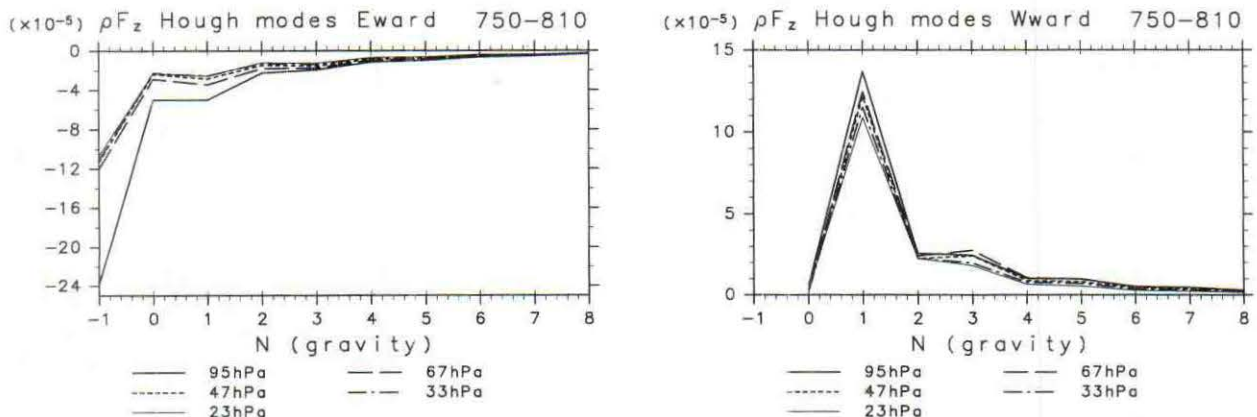 (×10⁻⁵) ρF_z Hough modes Eward 750-810
0
-4
-8
-12
-16
-20
-24
-1 0 1 2 3 4 5 6 7 8
N (gravity)
95hPa 67hPa
47hPa 33hPa
23hPa
(×10⁻⁵) ρF_z Hough modes Wward 750-810
15
10
5
0
-1 0 1 2 3 4 5 6 7 8
N (gravity)
95hPa 67hPa
47hPa 33hPa
23hPa